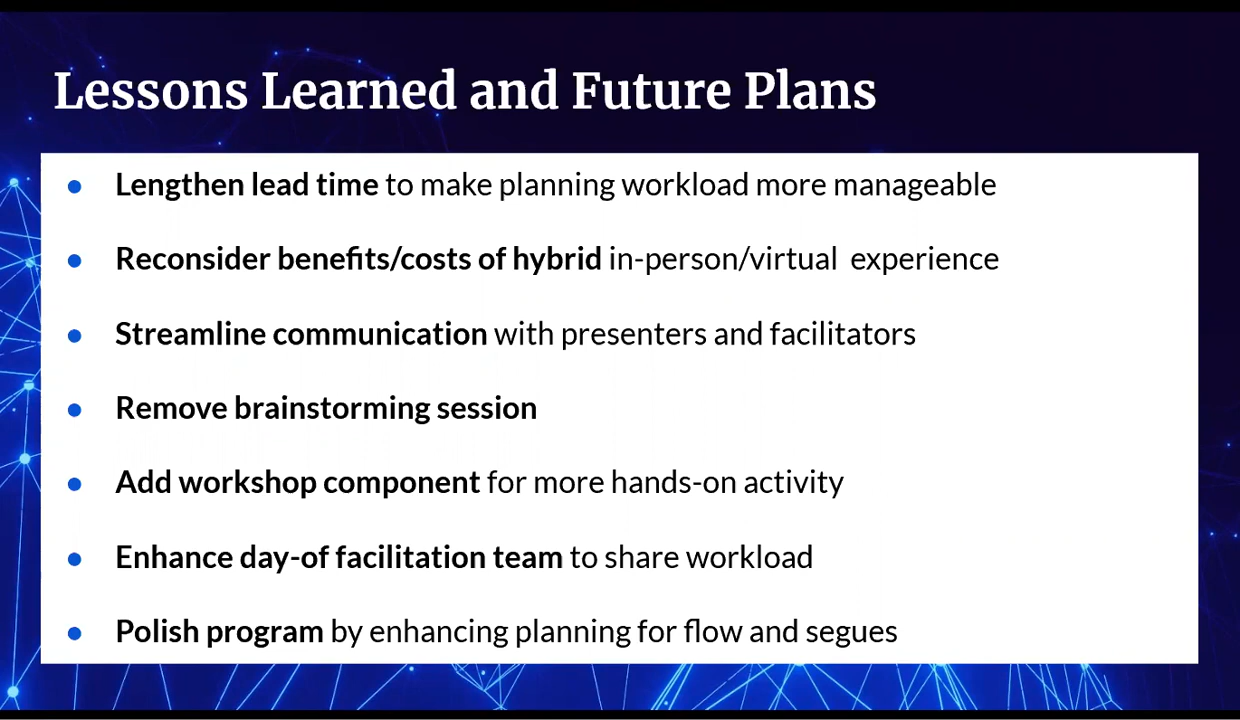 Lessons Learned and Future Plans
● Lengthen lead time to make planning workload more manageable
● Reconsider benefits/costs of hybrid in-person/virtual  experience
● Streamline communication with presenters and facilitators
● Remove brainstorming session
● Add workshop component for more hands-on activity
● Enhance day-of facilitation team to share workload
● Polish program by enhancing planning for flow and segues